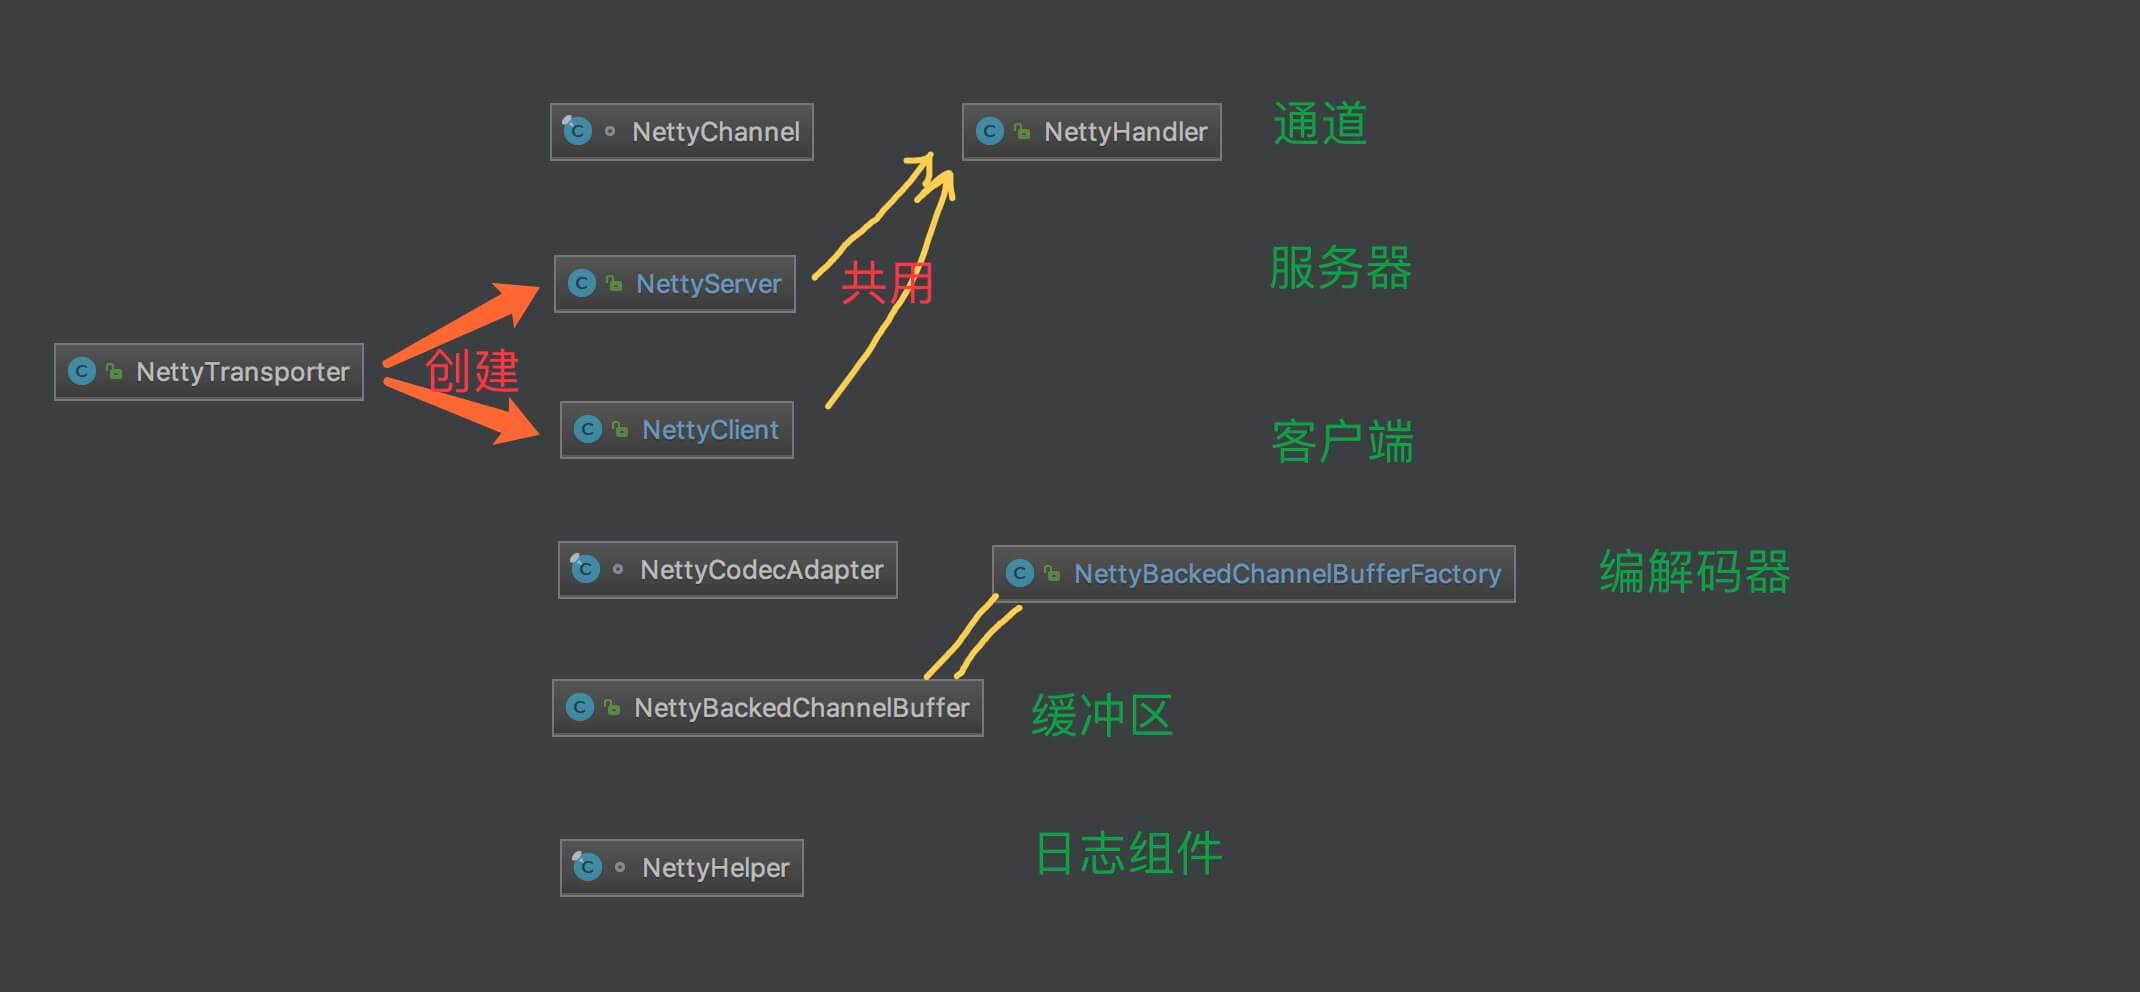 NettyChannel
NettyHandler
通道
NettyServer
共用
服务器
NettyTransporter
创建
NettyClient
客户端
NettyCodecAdapter
NettyBackedChannelBufferFactory
编解码器
NettyBackedChannelBuffer
缓冲区
NettyHelper
日志组件